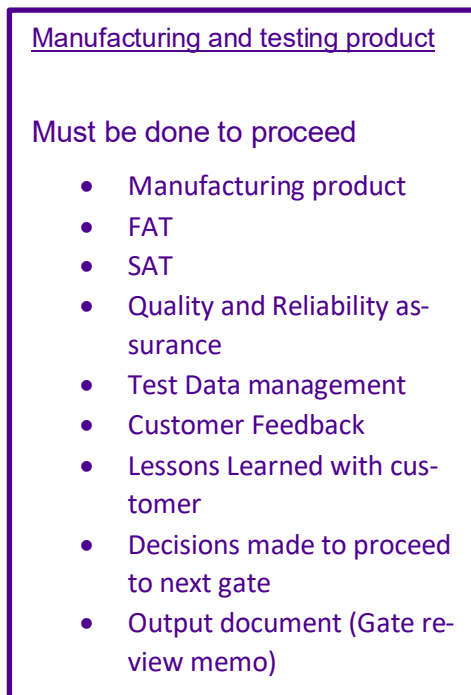 Manufacturing and testing product
Must be done to proceed
• Manufacturing product
• FAT
• SAT
• Quality and Reliability as-
surance
• Test Data management
• Customer Feedback
• Lessons Learned with cus-
tomer
• Decisions made to proceed
to next gate
• Output document (Gate re-
view memo)